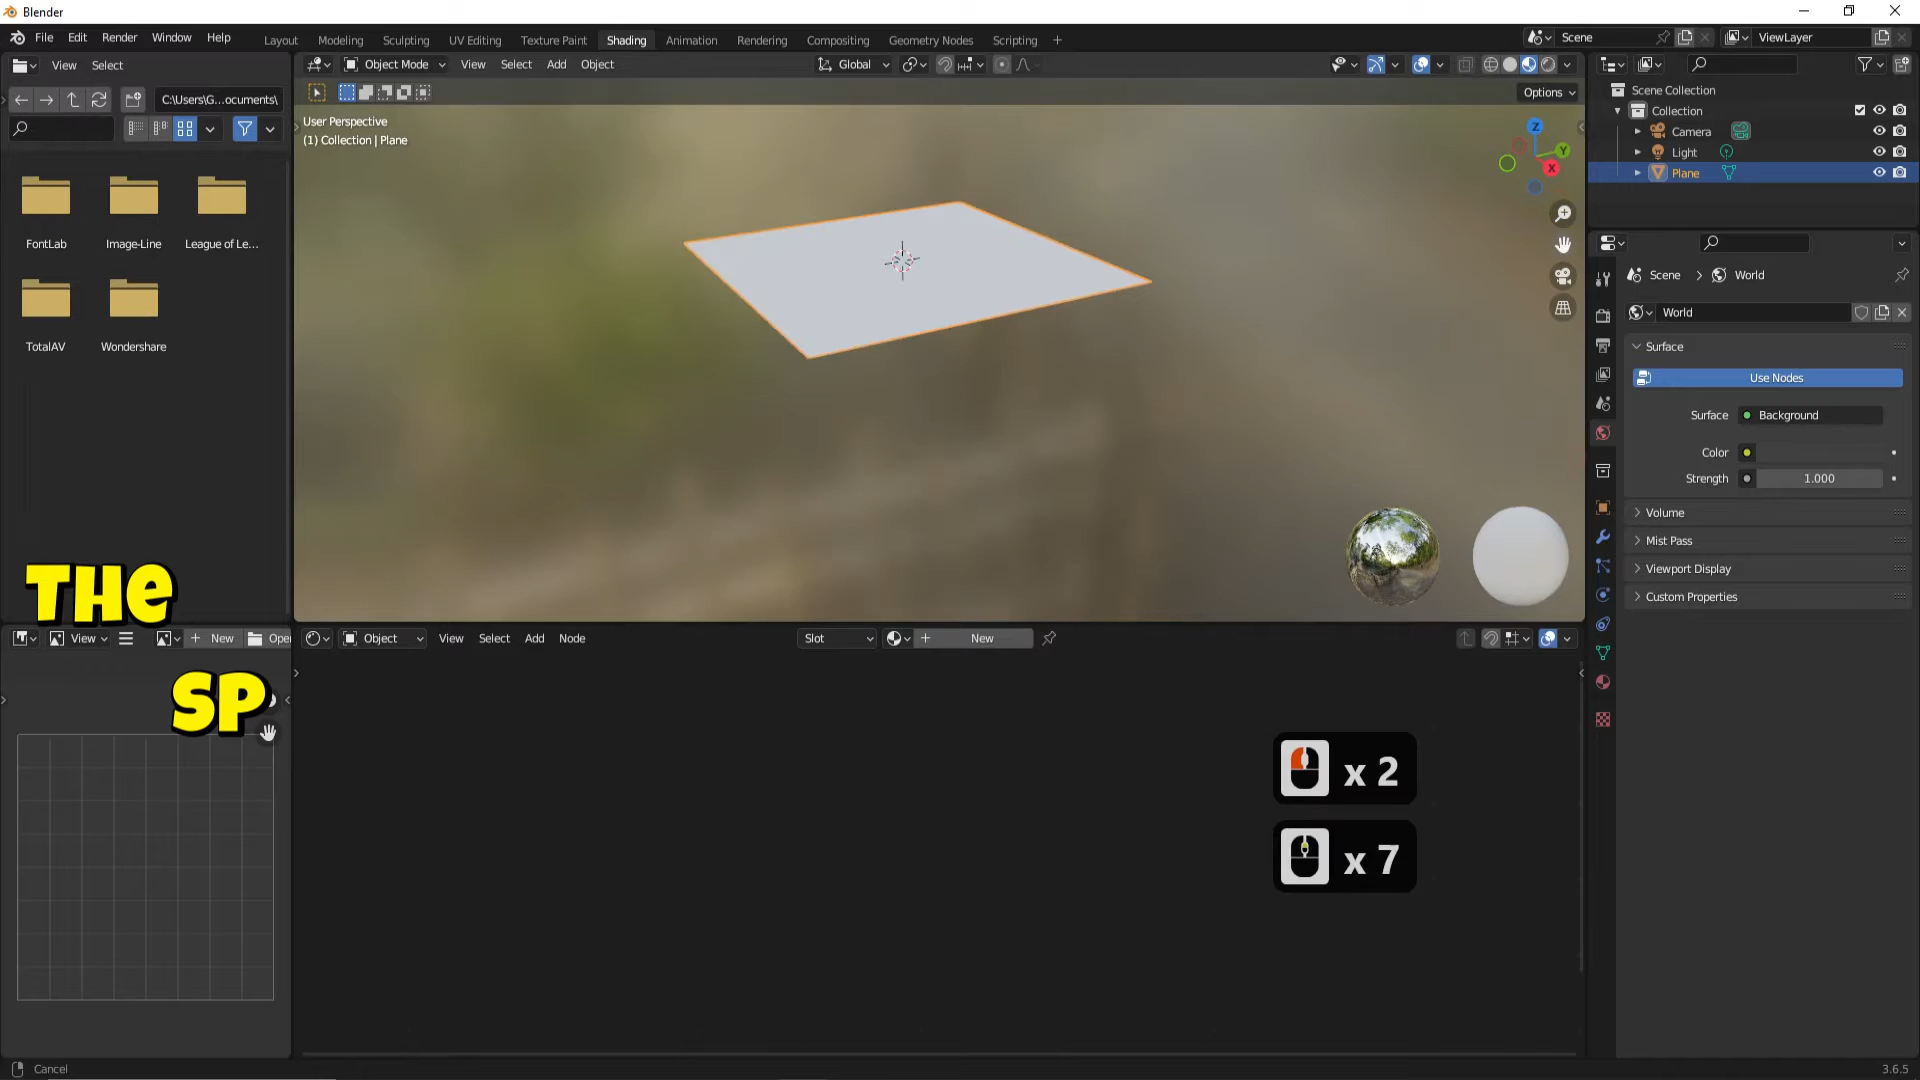 Blender
File Edit Render Window Help
Layout Modeling Sculpting UV Editing Texture Paint Shading Animation Rendering Compositing Geometry Nodes Scripting +
Scene
ViewLayer
View Select
Object Mode View Select Add Object
Global
C:\Users\G...ocuments\
Options
User Perspective
(1) Collection | Plane
Z
Y
X
FontLab
Image-Line
League of Le...
TotalAV
Wondershare
Scene Collection
Collection
Camera
Light
Plane
Scene > World
World
Surface
Use Nodes
Surface Background
Color
Strength 1.000
Volume
Mist Pass
Viewport Display
Custom Properties
THE
SP
View
+ New
Ope
Object View Select Add Node
Slot
+ New
x 2
x 7
Cancel
3.6.5